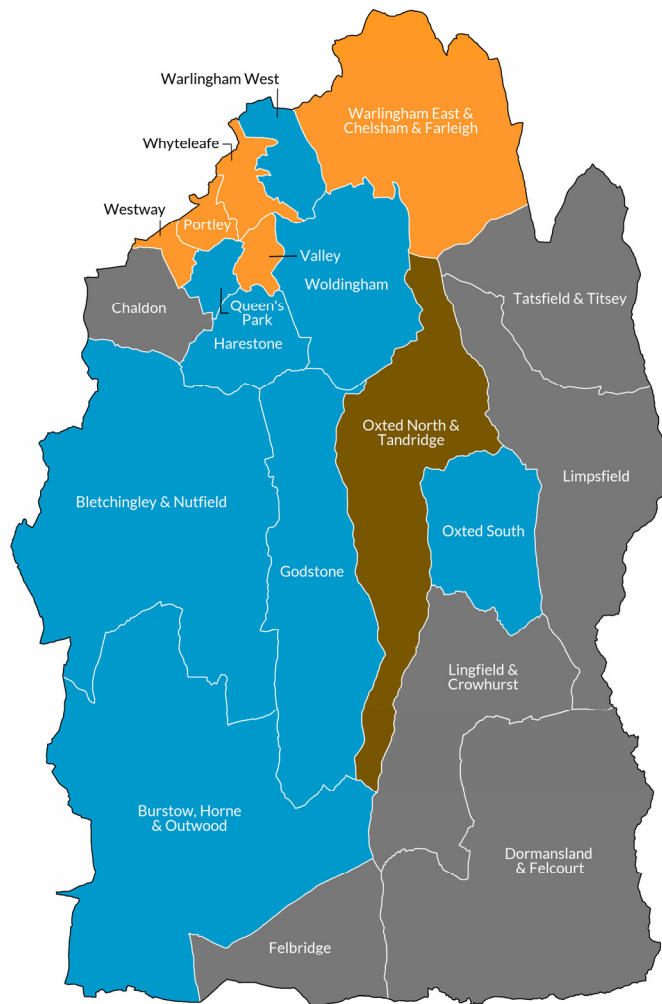 Warlingham West
Warlingham East &
Chelsham & Farleigh
Whyteleafe
Westway
Portley
Valley
Woldingham
Chaldon
Queen's
Park
Harestone
Tatsfield & Titsey
Oxted North &
Tandridge
Limpsfield
Bletchingley & Nutfield
Oxted South
Godstone
Lingfield &
Crowhurst
Burstow, Horne
& Outwood
Dormansland
& Felcourt
Felbridge